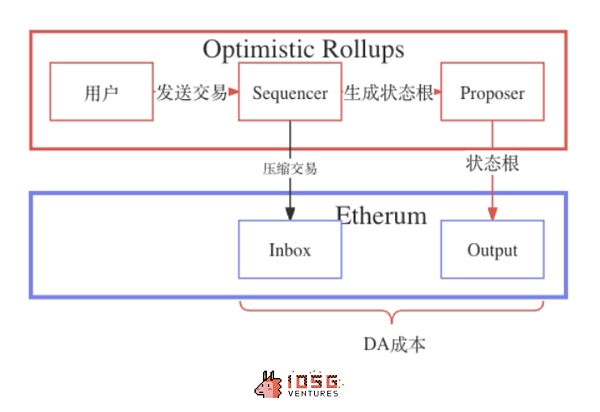 Optimistic Rollups
用户
发送交易
Sequencer
生成状态根
Proposer
压缩交易
状态根
Etherum
Inbox
Output
DA成本
IOSG
VENTURES